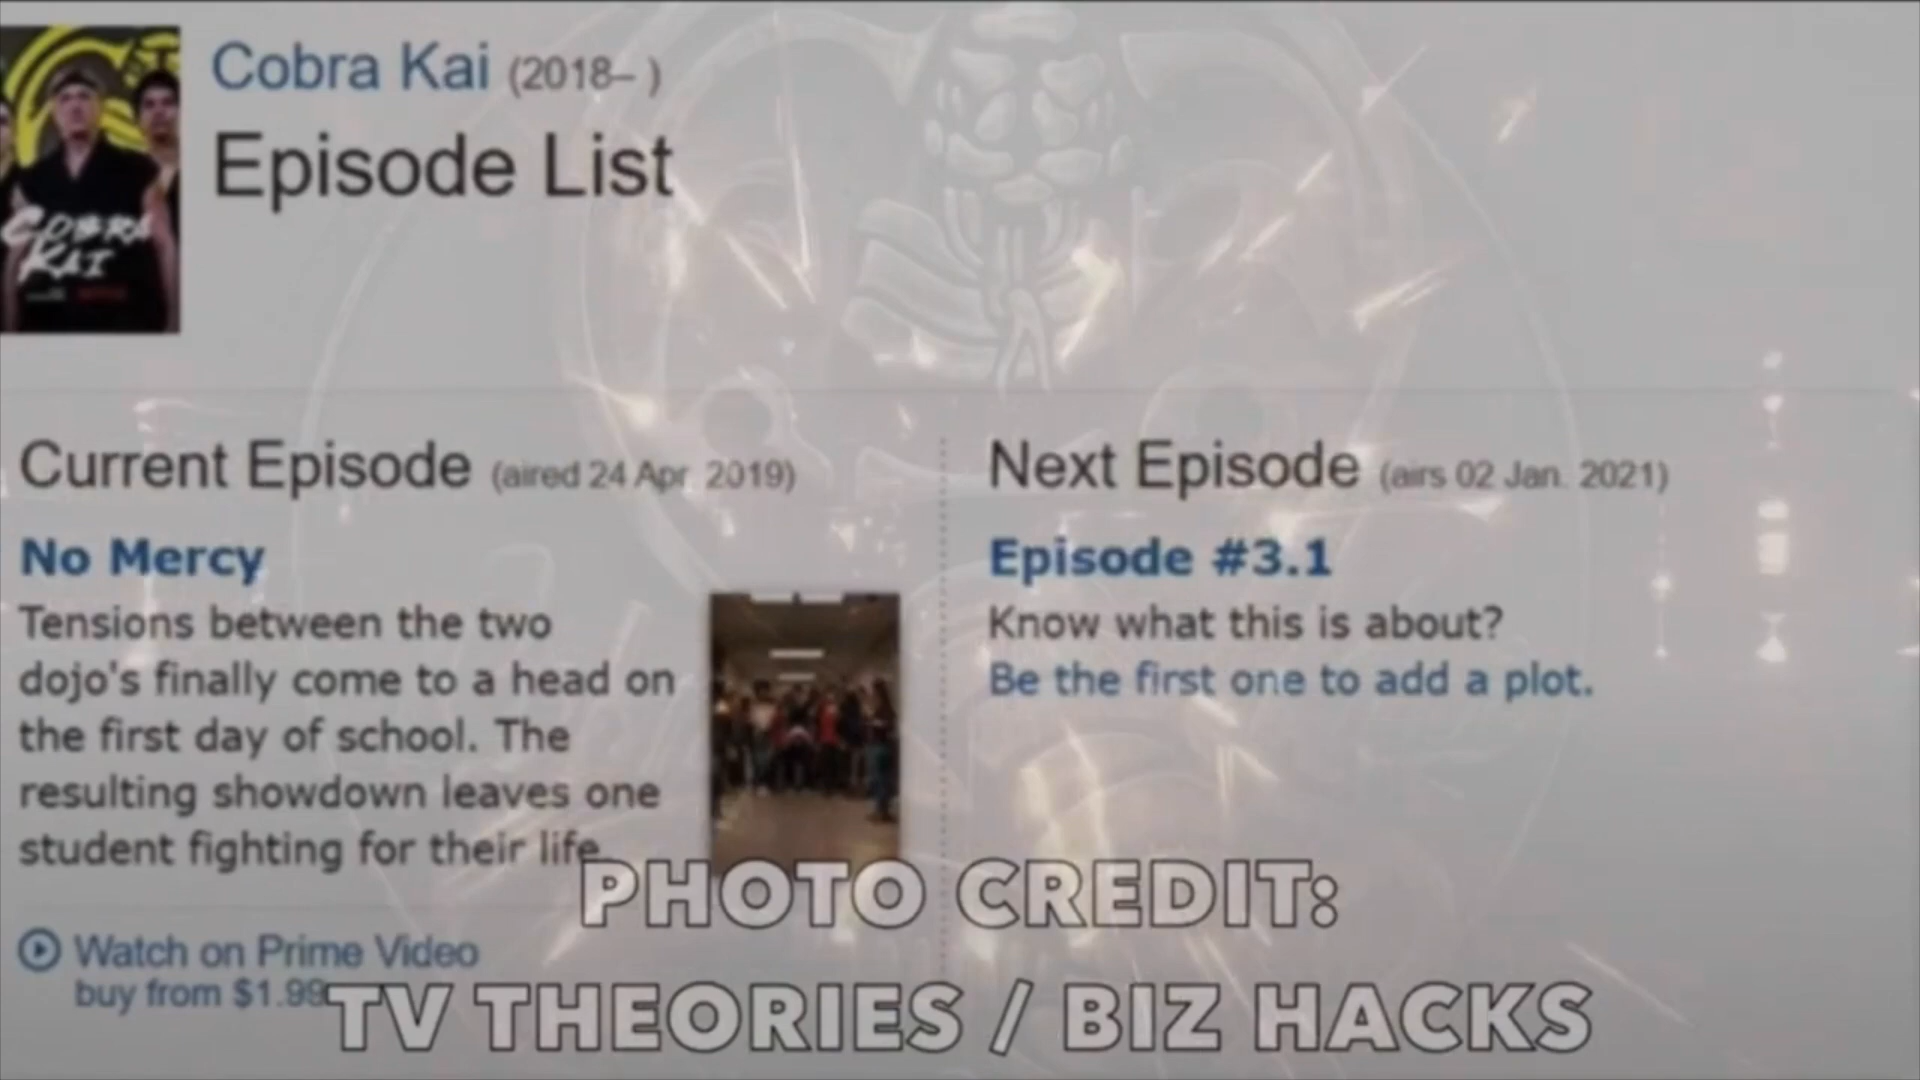 Cobra Kai (2018– )
Episode List
COBRA
KAI
Current Episode (aired 24 Apr. 2019)
No Mercy
Tensions between the two
dojo's finally come to a head on
the first day of school. The
resulting showdown leaves one
student fighting for their life.
Watch on Prime Video
buy from $1.99
Next Episode (airs 02 Jan. 2021)
Episode #3.1
Know what this is about?
Be the first one to add a plot.
PHOTO CREDIT:
TV THEORIES / BIZ HACKS